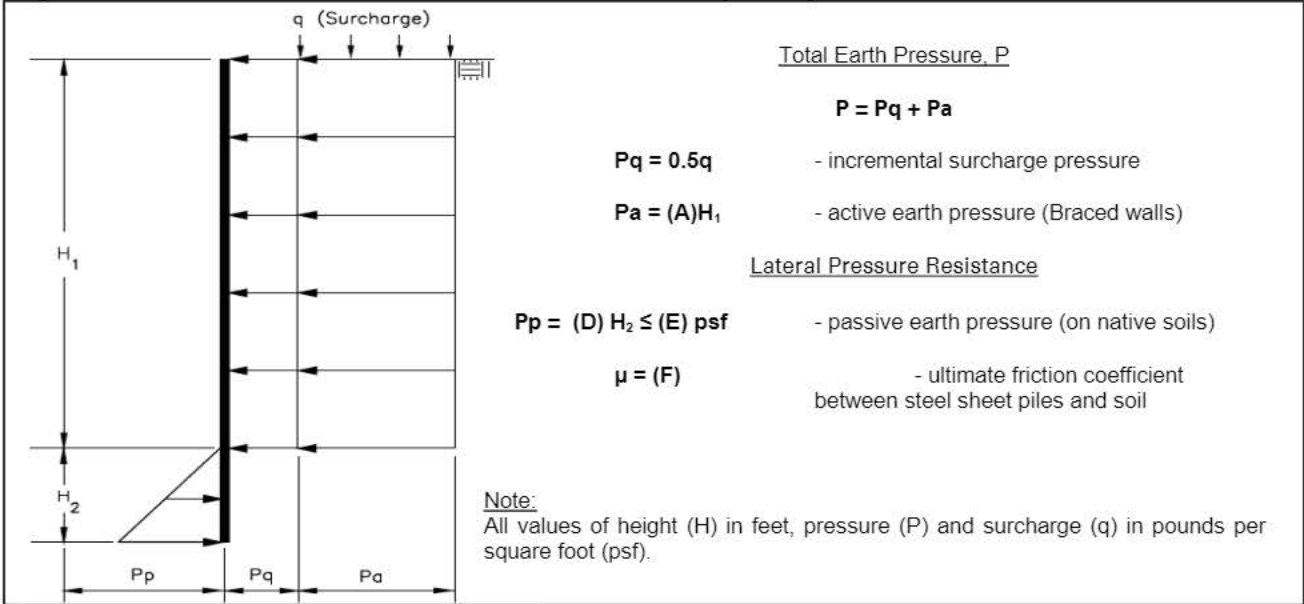 q (Surcharge)
Total Earth Pressure, P
P = Pq + Pa
Pq = 0.5q - incremental surcharge pressure
Pa = (A)H₁ - active earth pressure (Braced walls)
H₁
Lateral Pressure Resistance
Pp = (D) H₂ ≤ (E) psf - passive earth pressure (on native soils)
μ = (F) - ultimate friction coefficient
between steel sheet piles and soil
H₂
Note:
All values of height (H) in feet, pressure (P) and surcharge (q) in pounds per
square foot (psf).
Pp Pq Pa